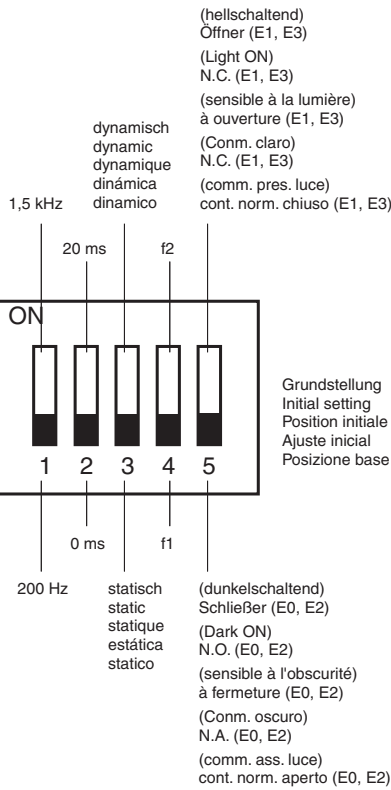 (hellschaltend)
Öffner (E1, E3)
(Light ON)
N.C. (E1, E3)
(sensible à la lumière)
à ouverture (E1, E3)
(Conm. claro)
N.C. (E1, E3)
(comm. pres. luce)
cont. norm. chiuso (E1, E3)
dynamisch
dynamic
dynamique
dinámica
dinamico
1,5 kHz
20 ms
f2
ON
1 2 3 4 5
Grundstellung
Initial setting
Position initiale
Ajuste inicial
Posizione base
0 ms
f1
200 Hz
statisch
static
statique
estática
statico
(dunkelschaltend)
Schließer (E0, E2)
(Dark ON)
N.O. (E0, E2)
(sensible à l'obscurité)
à fermeture (E0, E2)
(Conm. oscuro)
N.A. (E0, E2)
(comm. ass. luce)
cont. norm. aperto (E0, E2)